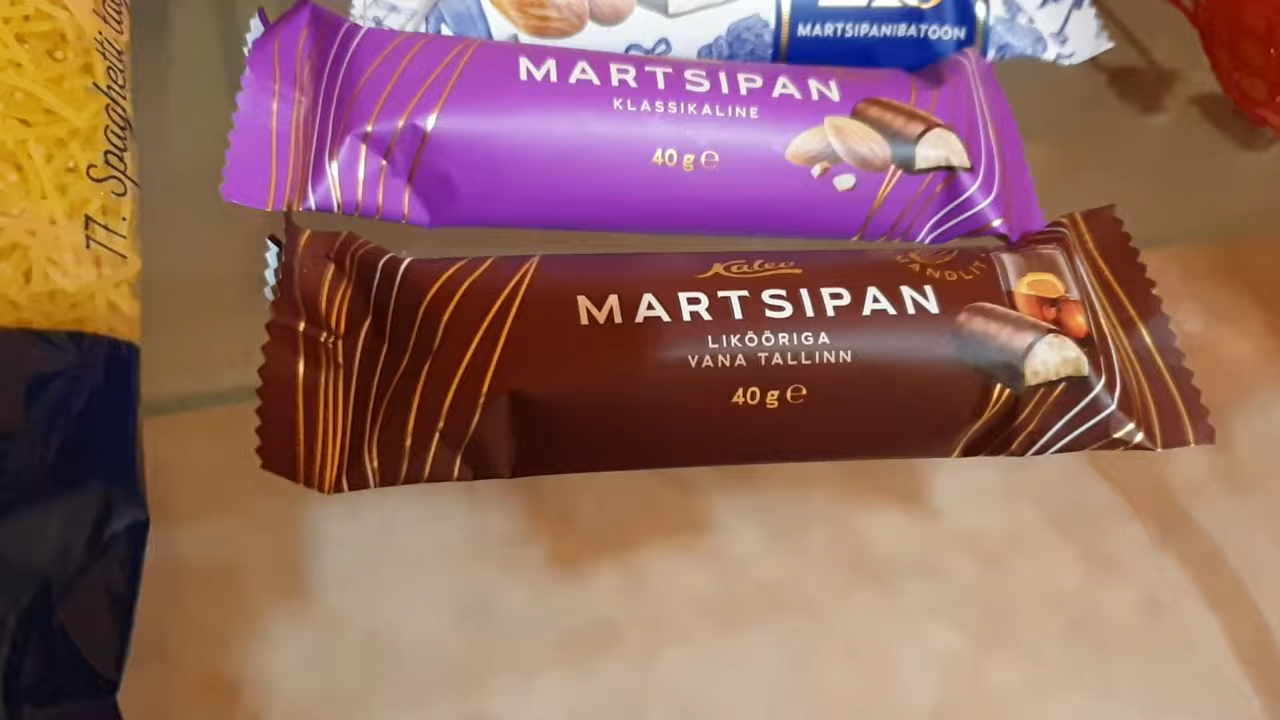 MARTSIPANIBATOON
MARTSIPAN
KLASSIKALINE
40 g ℮
Kalev
MARTSIPAN
LIKÖÖRIGA
VANA TALLINN
40 g ℮
77. Spaghetti